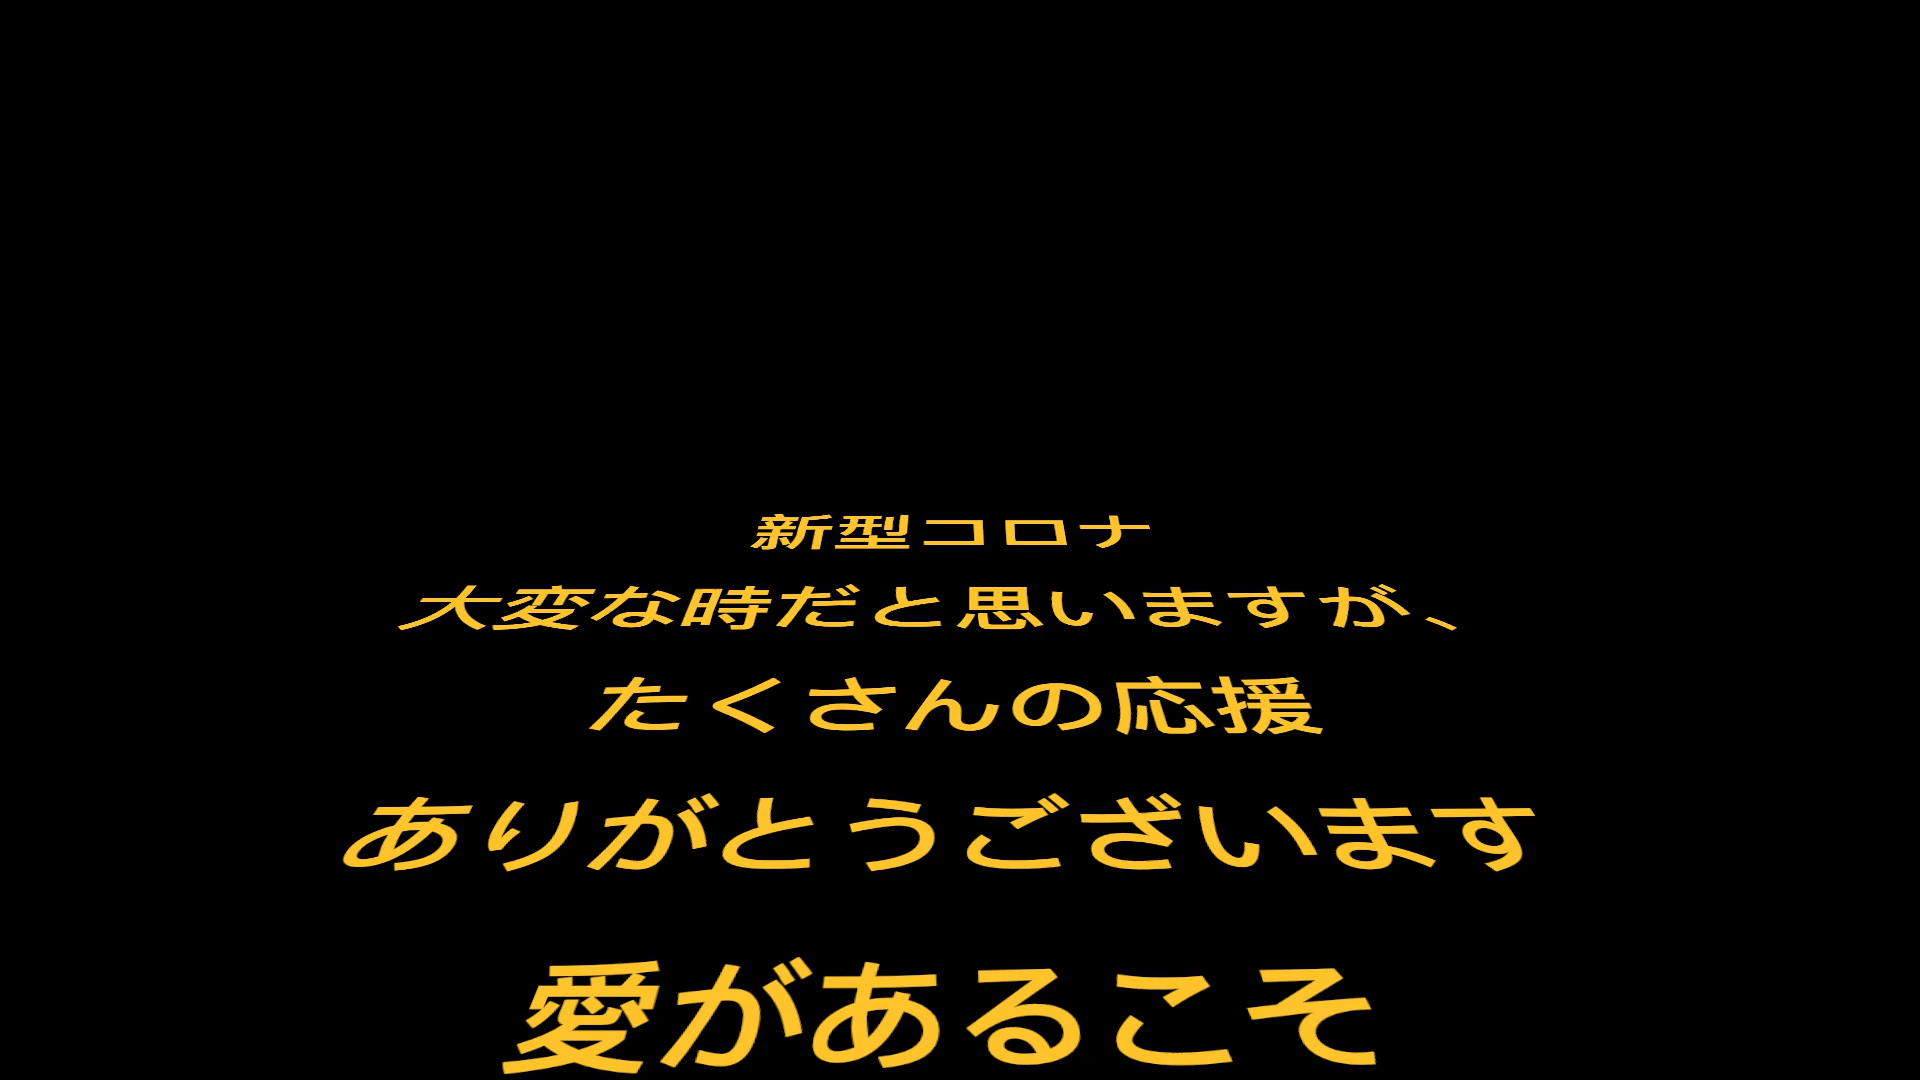 新型コロナ
大変な時だと思いますが、
たくさんの応援
ありがとうございます
愛があるこそ